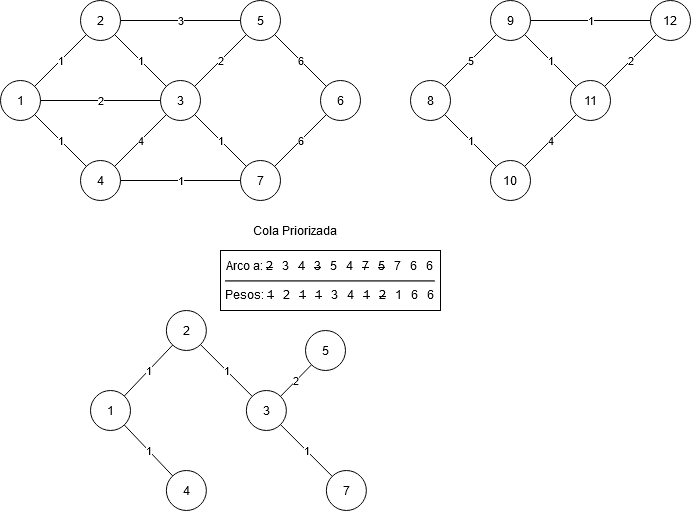 2 3 5 9 1 12
1 1 6 5 1 2
2
1 2 3 6 8 11
1 4 1 6 1 4
4 1 7 10
Cola Priorizada
Arco a: 2 3 4 3 5 4 7 5 7 6 6
Pesos: 1 2 1 1 3 4 1 2 1 6 6
2
5
1 1 2
1 3
1 1
4 7